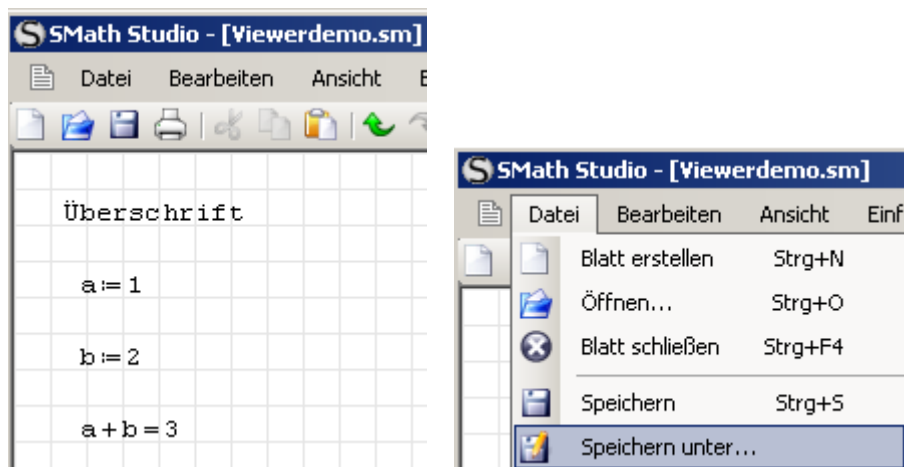 SMath Studio - [Viewerdemo.sm]
Datei Bearbeiten Ansicht
Überschrift
a:=1
b:=2
a+b=3
SMath Studio - [Viewerdemo.sm]
Datei Bearbeiten Ansicht Einf
Blatt erstellen Strg+N
Öffnen... Strg+O
Blatt schließen Strg+F4
Speichern Strg+S
Speichern unter...